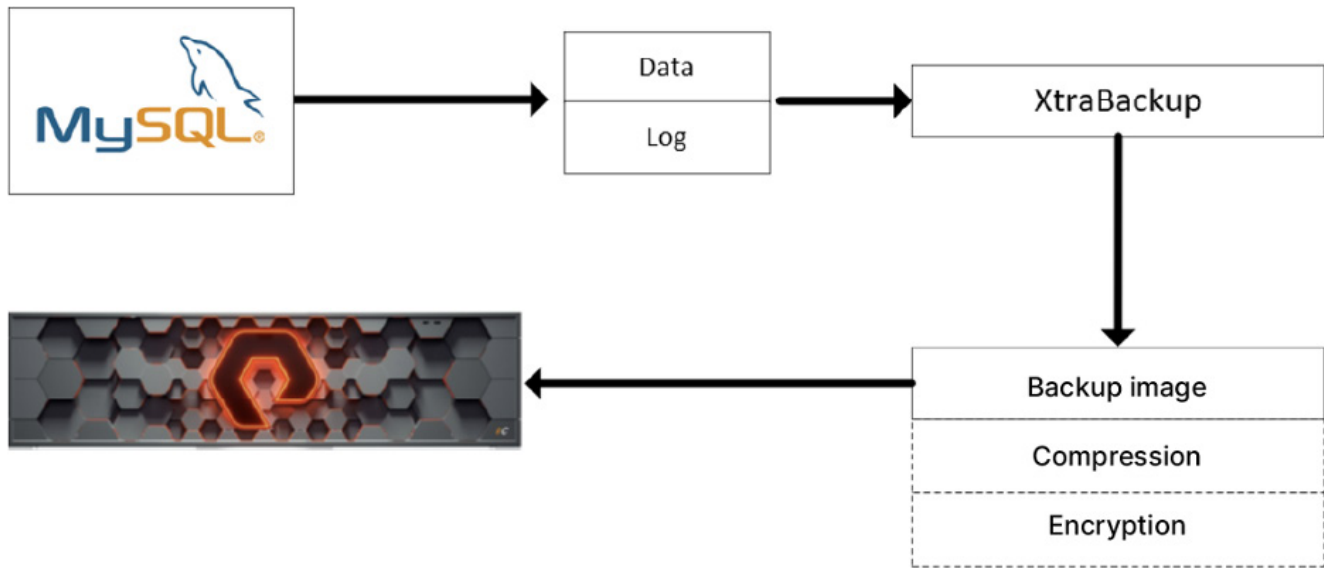 MySQL®
Data
Log
XtraBackup
Backup image
Compression
Encryption